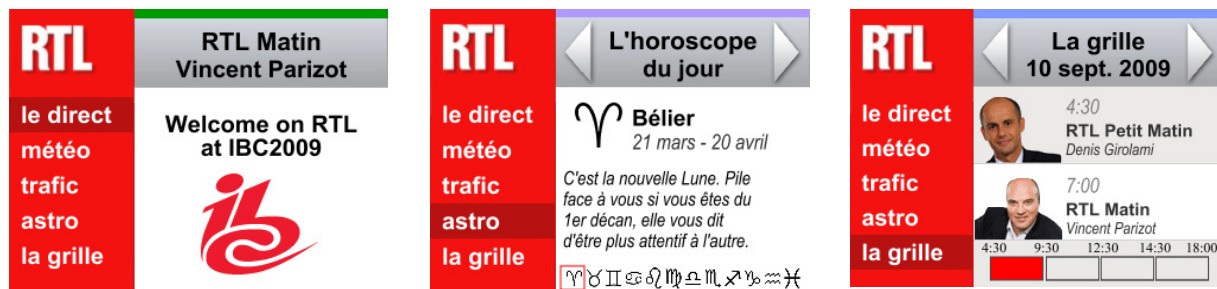 RTL
RTL Matin
Vincent Parizot
le direct
météo
trafic
astro
la grille
Welcome on RTL
at IBC2009
ibc
RTL
L'horoscope
du jour
le direct
météo
trafic
astro
la grille
Bélier
21 mars - 20 avril
C'est la nouvelle Lune. Pile
face à vous si vous êtes du
1er décan, elle vous dit
d'être plus attentif à l'autre.
♈♉♊♋♌♍♎♏♐♑♒♓
RTL
La grille
10 sept. 2009
le direct
météo
trafic
astro
la grille
4:30
RTL Petit Matin
Denis Girolami
7:00
RTL Matin
Vincent Parizot
4:30 9:30 12:30 14:30 18:00